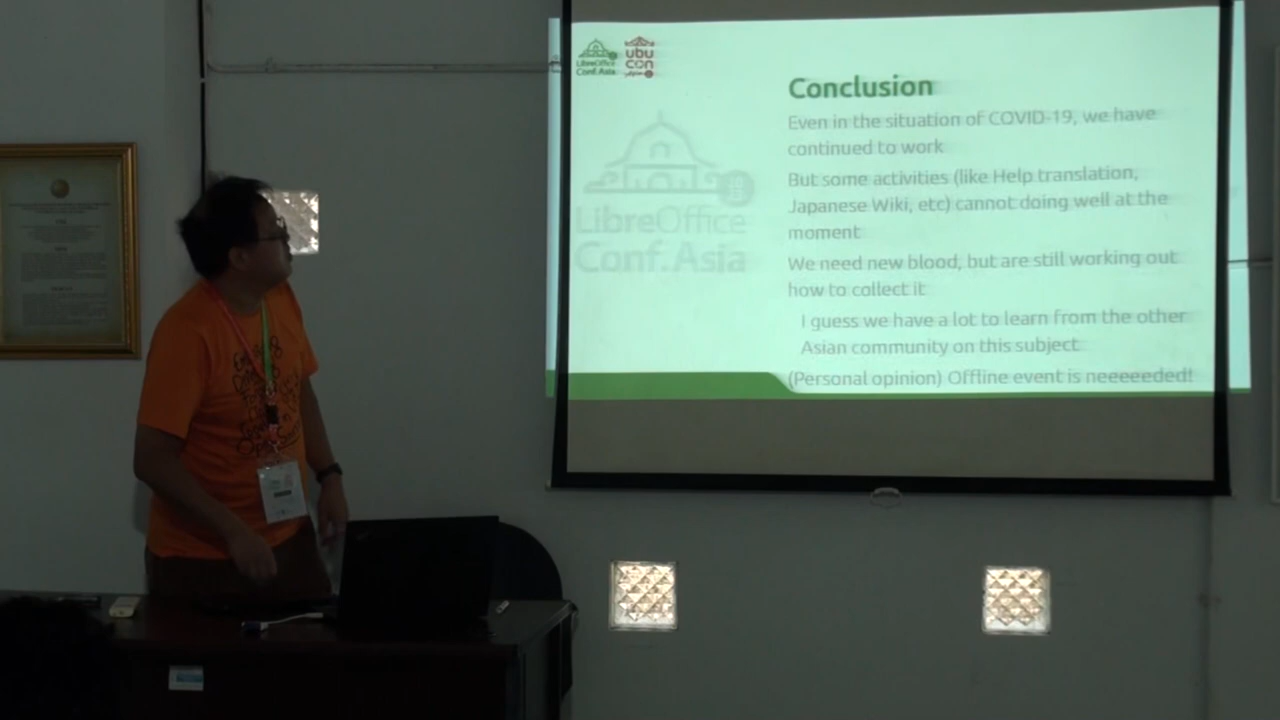 LibreOffice
Conf.Asia
ubu
con
Conclusion
Even in the situation of COVID-19, we have
continued to work
But some activities (like Help translation,
Japanese Wiki, etc) cannot doing well at the
moment
We need new blood, but are still working out
how to collect it
I guess we have a lot to learn from the other
Asian community on this subject.
(Personal opinion) Offline event is neeeeeded!
LibreOffice
Conf.Asia